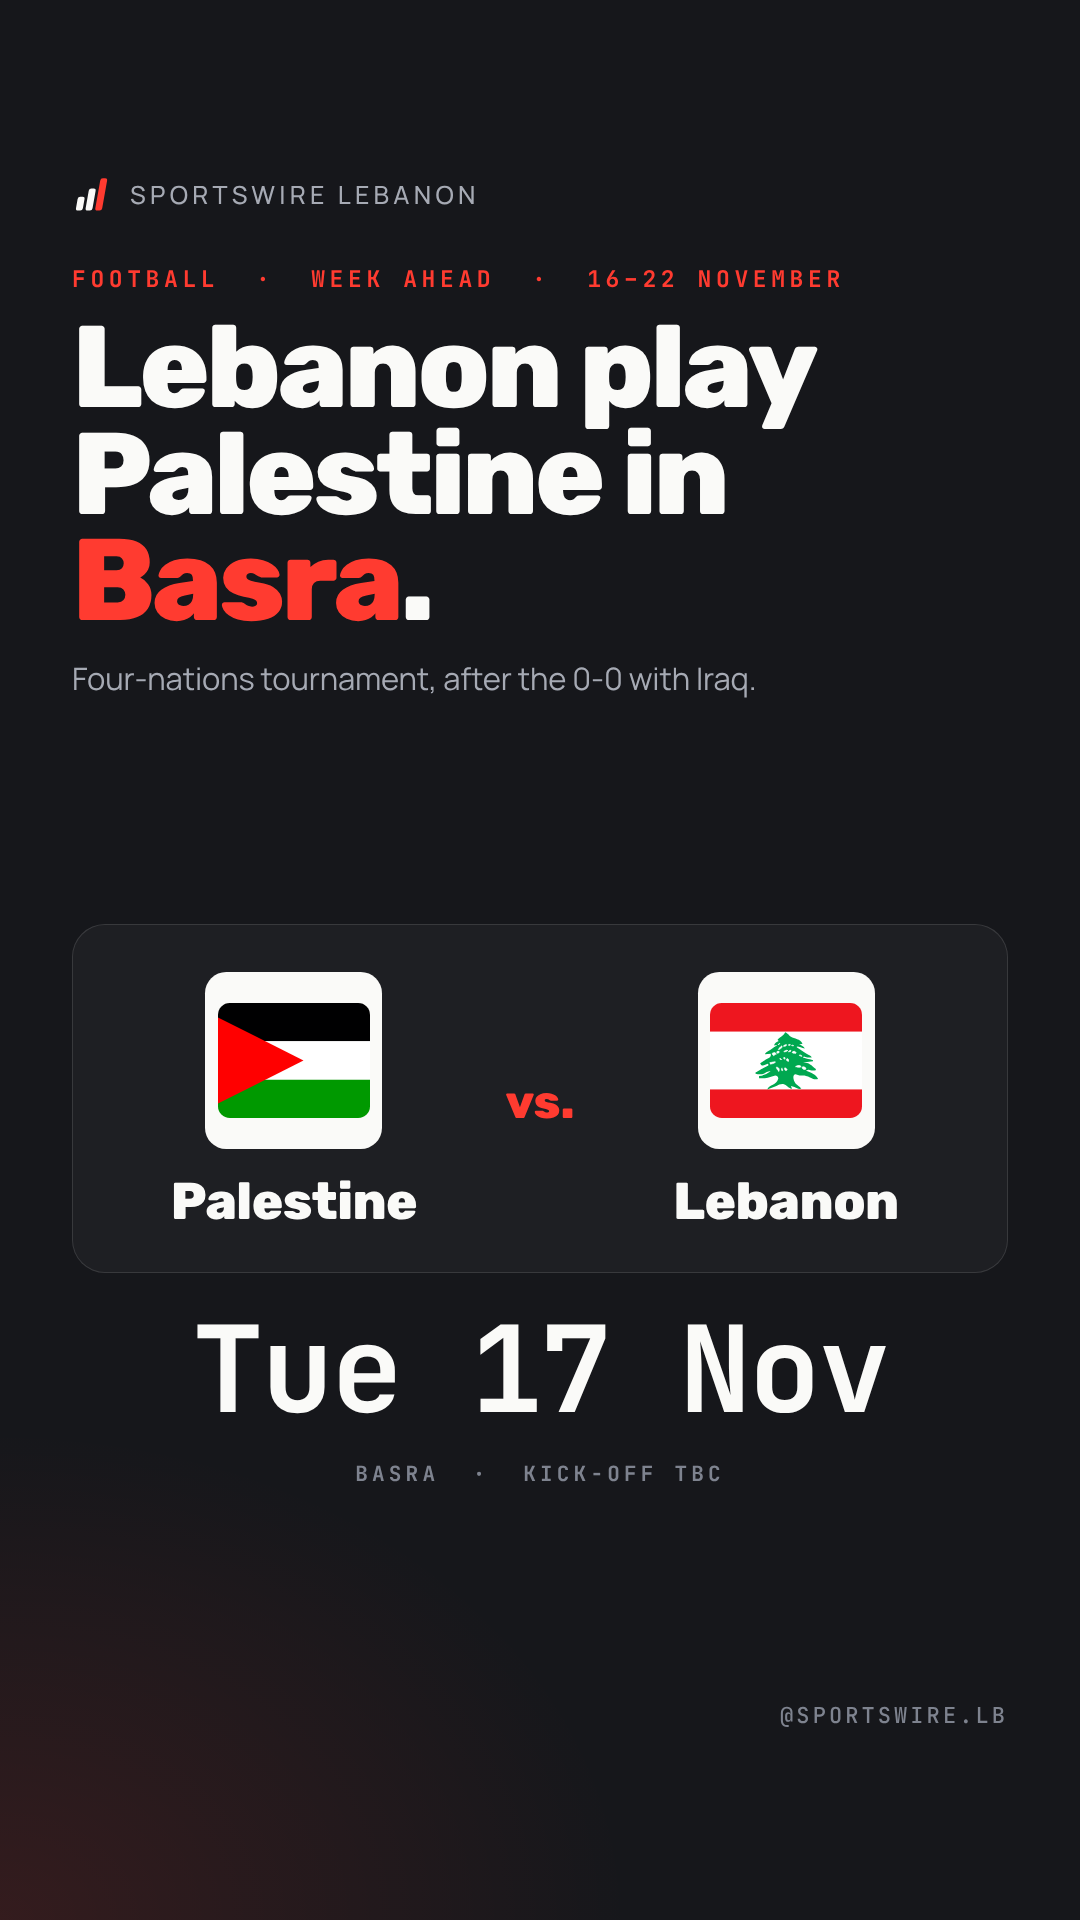 SPORTSWIRE LEBANON
FOOTBALL · WEEK AHEAD · 16–22 NOVEMBER
Lebanon play
Palestine in
Basra.
Four-nations tournament, after the 0-0 with Iraq.
vs.
Palestine
Lebanon
Tue 17 Nov
BASRA · KICK-OFF TBC
@SPORTSWIRE.LB